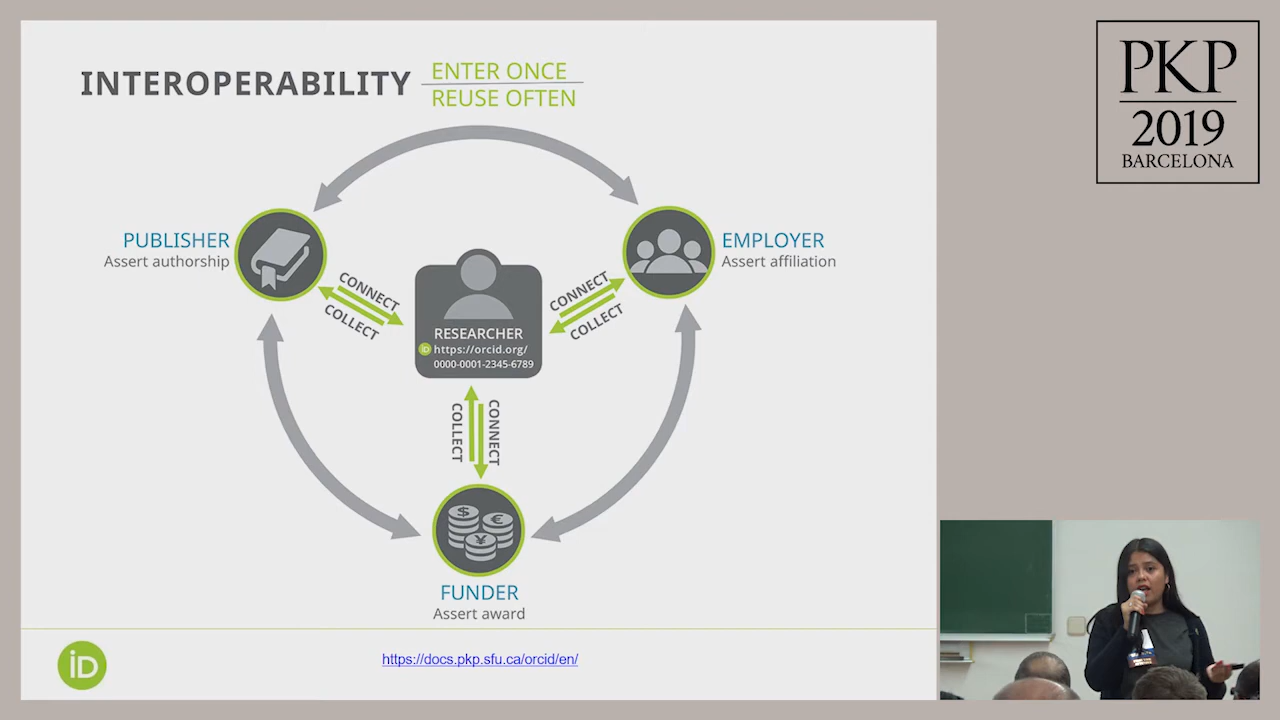 INTEROPERABILITY
ENTER ONCE
REUSE OFTEN
PKP
2019
BARCELONA
PUBLISHER
Assert authorship
EMPLOYER
Assert affiliation
CONNECT
COLLECT
CONNECT
COLLECT
RESEARCHER
iD https://orcid.org/
0000-0001-2345-6789
COLLECT
CONNECT
$
€
¥
FUNDER
Assert award
iD
https://docs.pkp.sfu.ca/orcid/en/